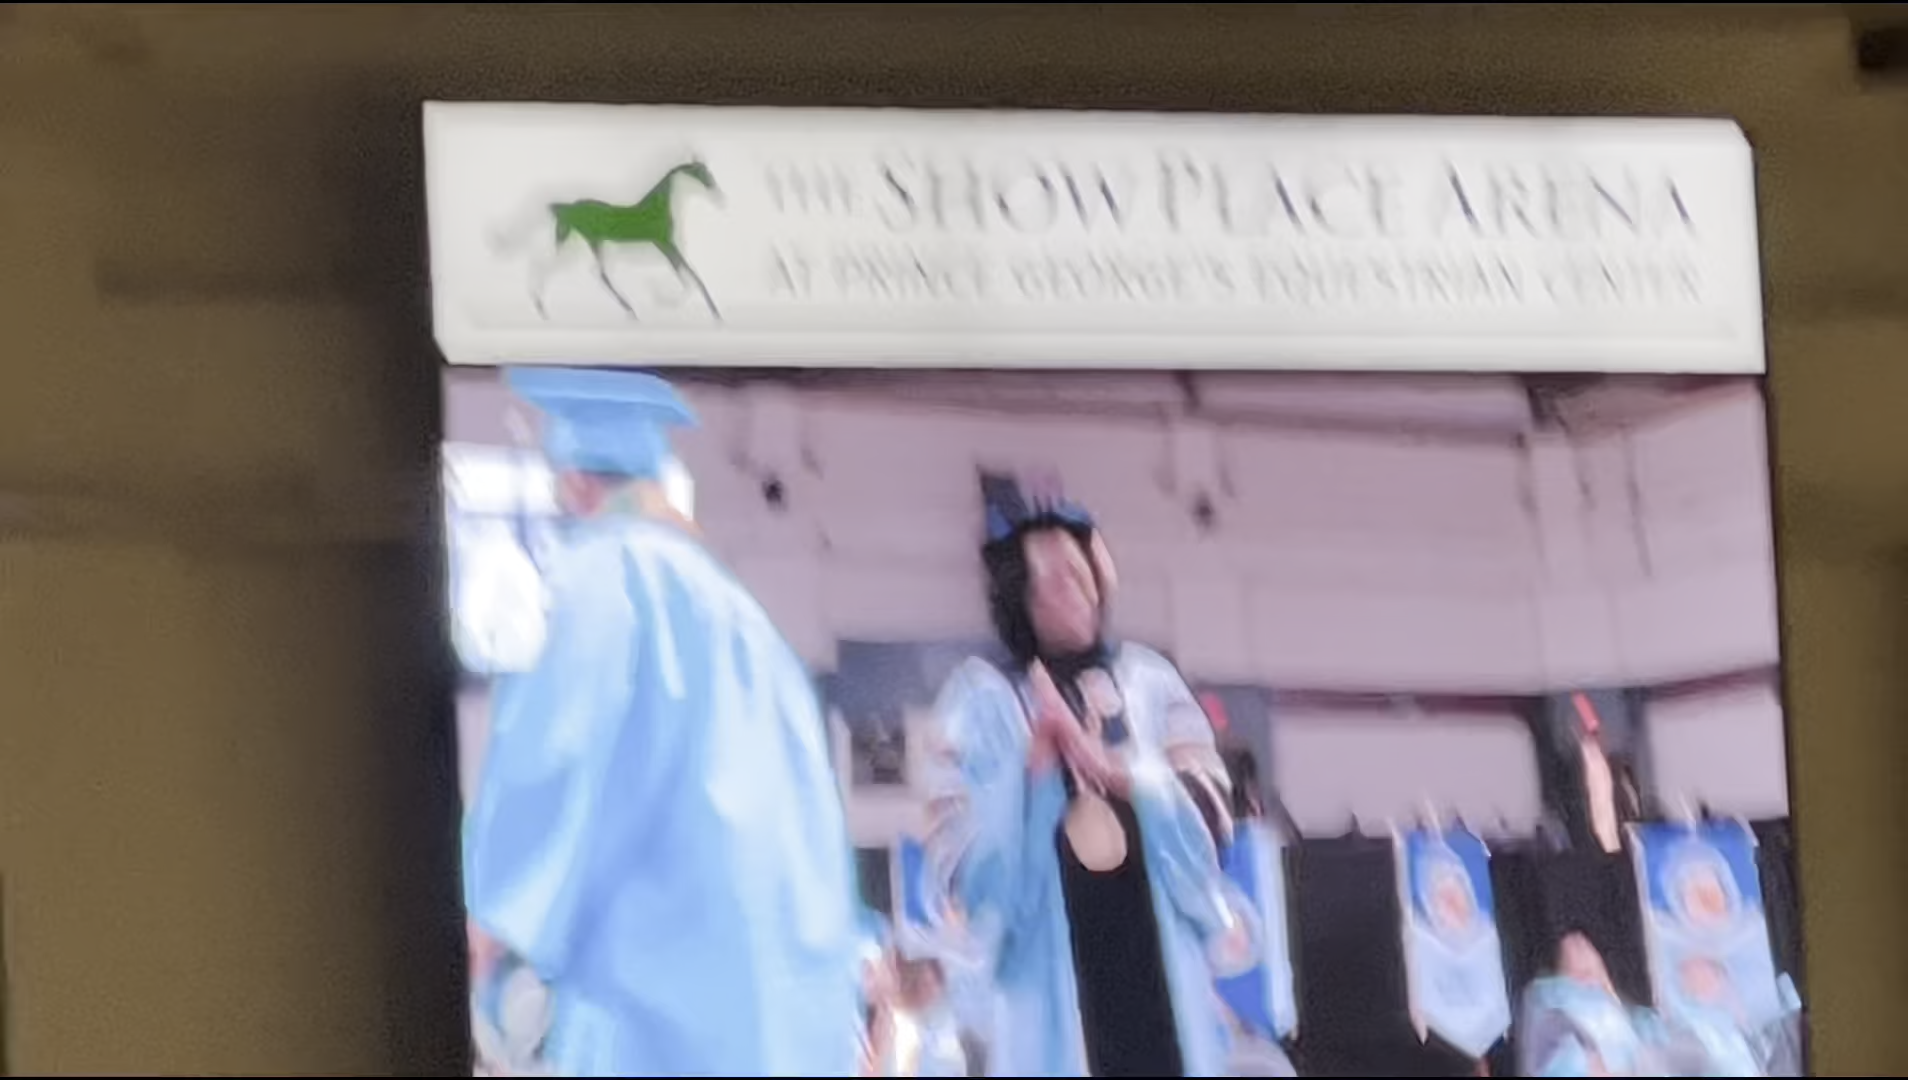 THE SHOW PLACE ARENA
AT PRINCE GEORGE'S EQUESTRIAN CENTER